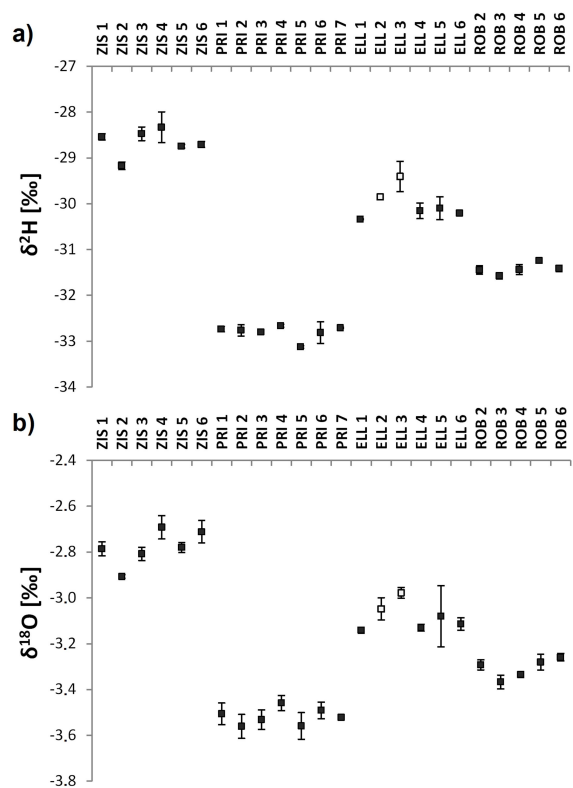 a)
ZIS 1 ZIS 2 ZIS 3 ZIS 4 ZIS 5 ZIS 6 PRI 1 PRI 2 PRI 3 PRI 4 PRI 5 PRI 6 PRI 7 ELL 1 ELL 2 ELL 3 ELL 4 ELL 5 ELL 6 ROB 2 ROB 3 ROB 4 ROB 5 ROB 6
δ²H [‰]
-27
-28
-29
-30
-31
-32
-33
-34
b)
ZIS 1 ZIS 2 ZIS 3 ZIS 4 ZIS 5 ZIS 6 PRI 1 PRI 2 PRI 3 PRI 4 PRI 5 PRI 6 PRI 7 ELL 1 ELL 2 ELL 3 ELL 4 ELL 5 ELL 6 ROB 2 ROB 3 ROB 4 ROB 5 ROB 6
δ¹⁸O [‰]
-2.4
-2.6
-2.8
-3.0
-3.2
-3.4
-3.6
-3.8